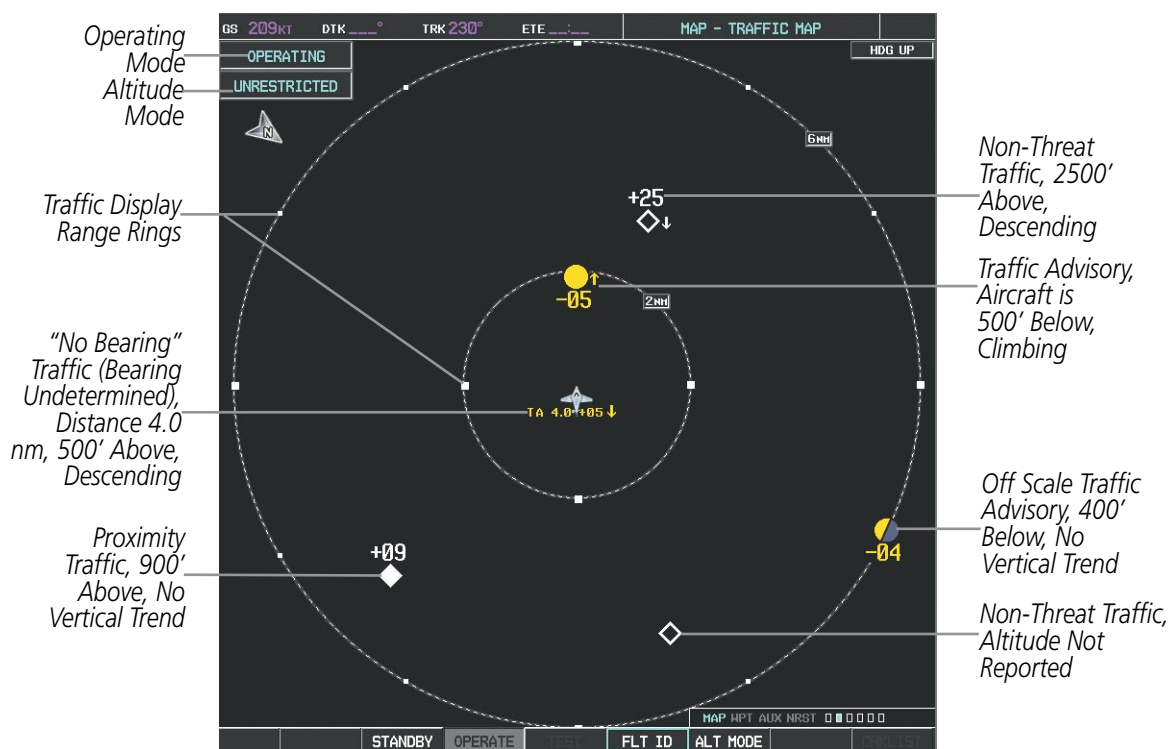 GS 209KT DTK ___° TRK 230° ETE __:__ MAP – TRAFFIC MAP
OPERATING
UNRESTRICTED
HDG UP
N
6NM
+25
-05
2NM
TA 4.0 +05
-04
+09
MAP WPT AUX NRST
STANDBY OPERATE TEST FLT ID ALT MODE CHKLIST
Operating
Mode
Altitude
Mode
Traffic Display
Range Rings
“No Bearing”
Traffic (Bearing
Undetermined),
Distance 4.0
nm, 500’ Above,
Descending
Proximity
Traffic, 900’
Above, No
Vertical Trend
Non-Threat
Traffic, 2500’
Above,
Descending
Traffic Advisory,
Aircraft is
500’ Below,
Climbing
Off Scale Traffic
Advisory, 400’
Below, No
Vertical Trend
Non-Threat Traffic,
Altitude Not
Reported